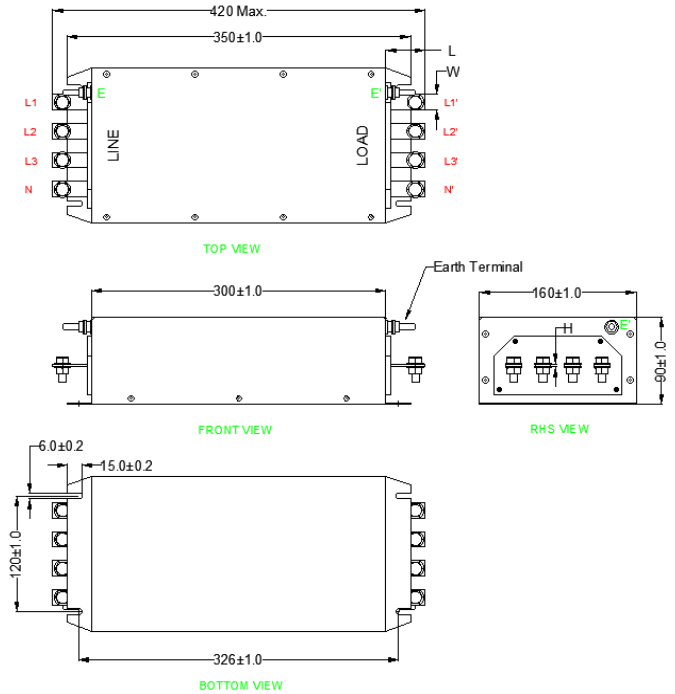 420 Max.
350±1.0
L
W
E
E'
L1
L1'
L2
L2'
L3
L3'
N
N'
LINE
LOAD
TOP VIEW
Earth Terminal
300±1.0
160±1.0
H
E'
90±1.0
FRONT VIEW
RHS VIEW
6.0±0.2
15.0±0.2
120±1.0
326±1.0
BOTTOM VIEW